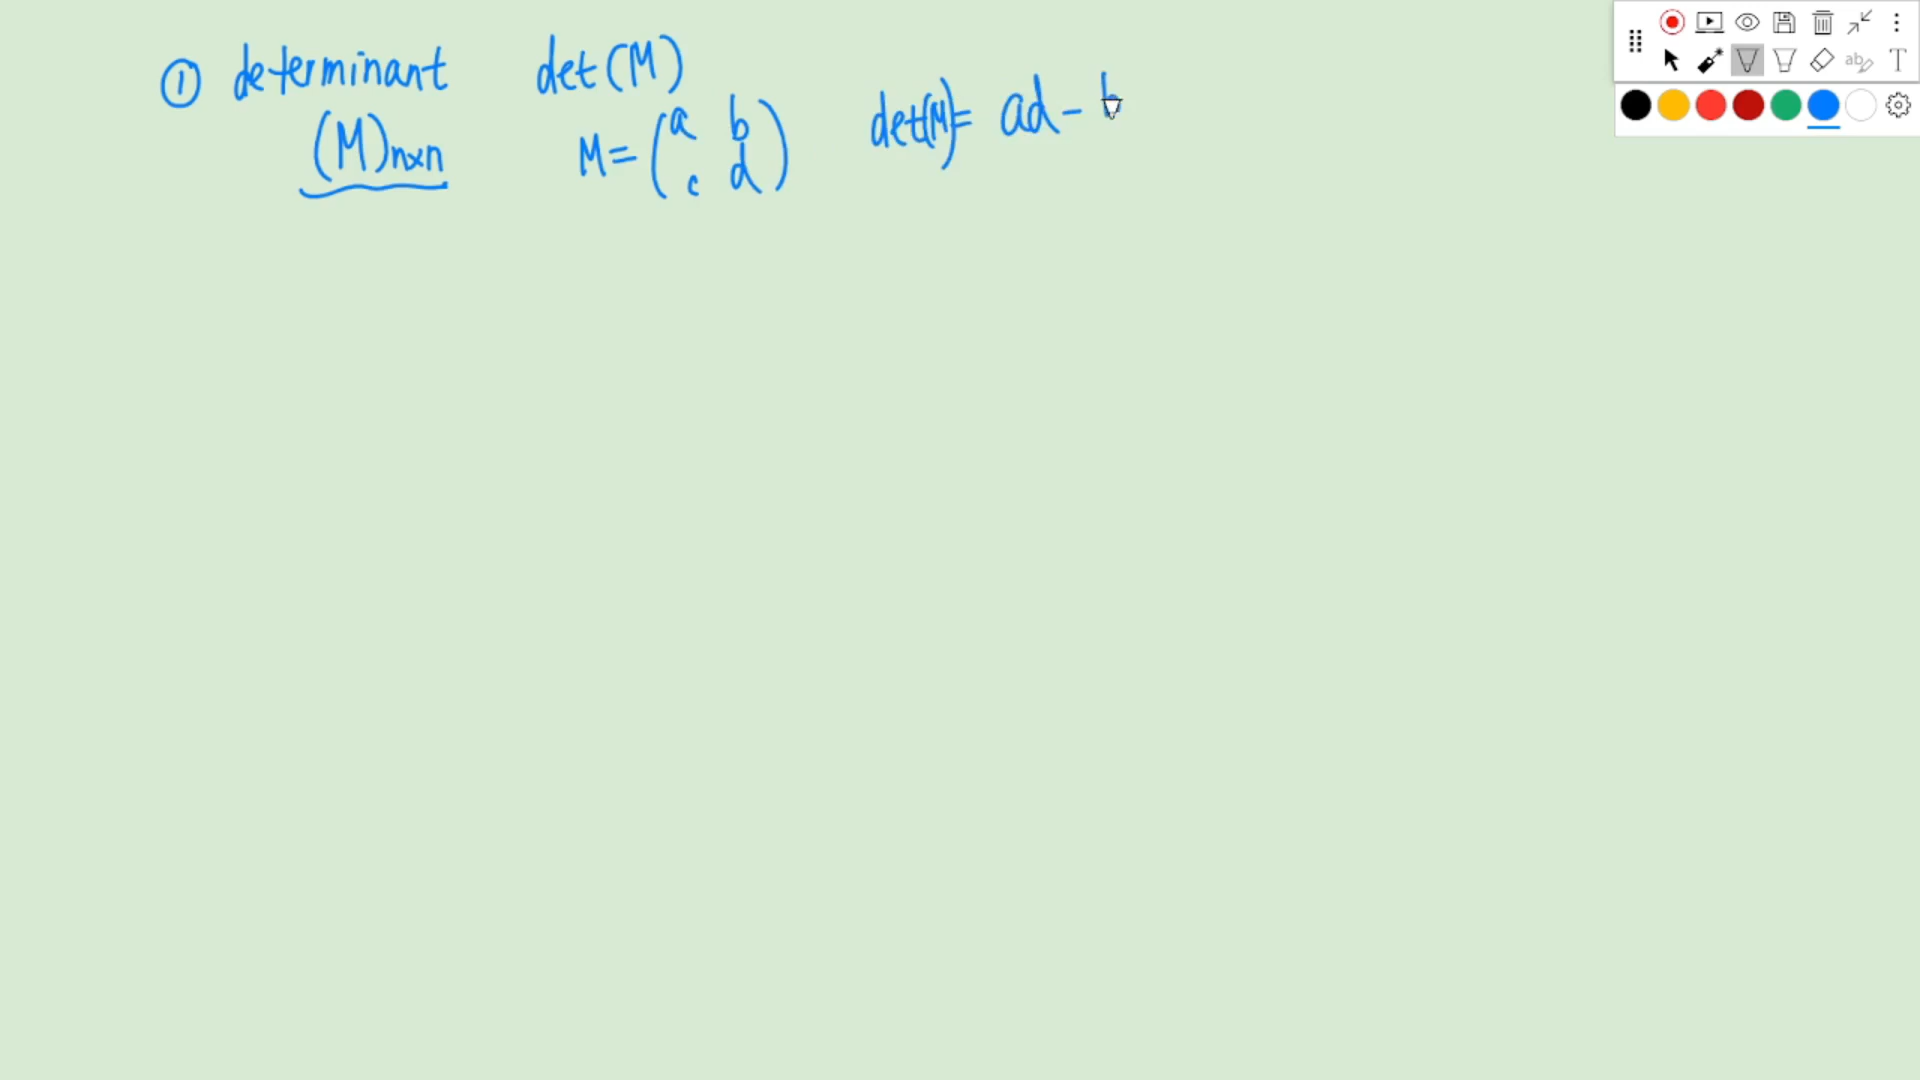 ① determinant det(M)
(M)nxn M = (a b c d) det(M) = ad - b